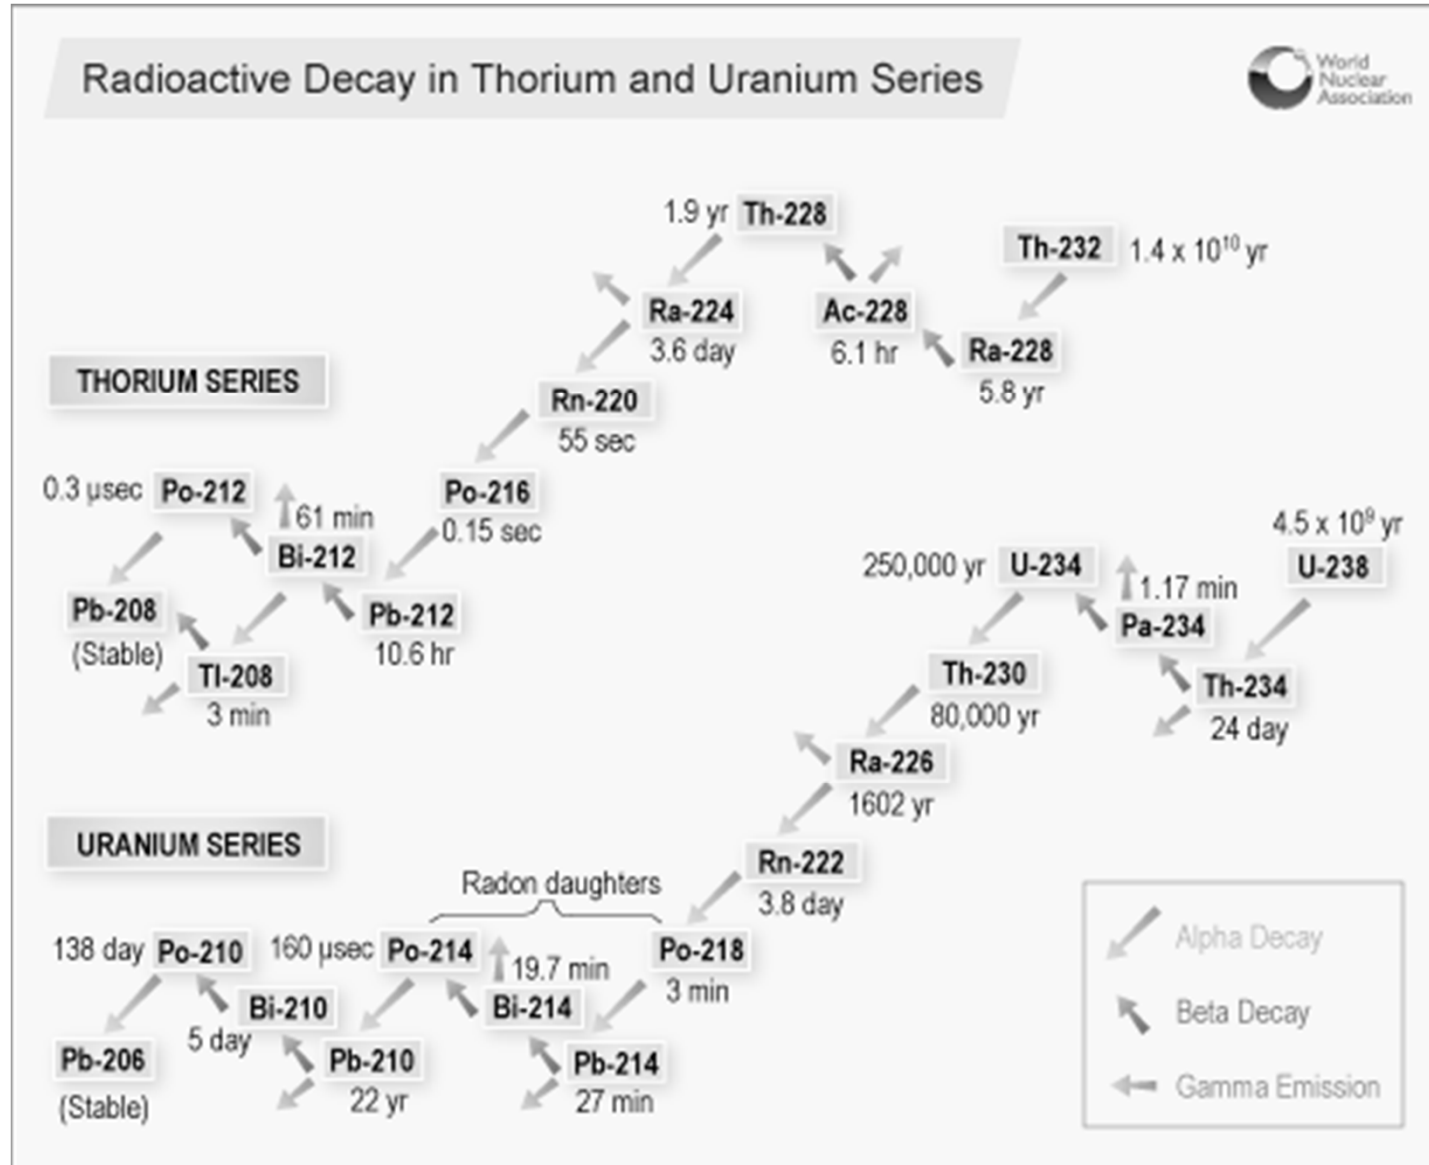 Radioactive Decay in Thorium and Uranium Series
World
Nuclear
Association
1.9 yr Th-228
Th-232 1.4 x 10¹⁰ yr
Ra-224
3.6 day
Ac-228
6.1 hr
Ra-228
5.8 yr
THORIUM SERIES
Rn-220
55 sec
0.3 µsec Po-212
61 min
Bi-212
Po-216
0.15 sec
Pb-208
(Stable)
Pb-212
10.6 hr
Tl-208
3 min
4.5 x 10⁹ yr
250,000 yr U-234
1.17 min
U-238
Pa-234
Th-230
80,000 yr
Th-234
24 day
Ra-226
1602 yr
URANIUM SERIES
Rn-222
3.8 day
Radon daughters
138 day Po-210
160 µsec Po-214
19.7 min
Po-218
3 min
Bi-210
5 day
Bi-214
Pb-206
(Stable)
Pb-210
22 yr
Pb-214
27 min
Alpha Decay
Beta Decay
Gamma Emission